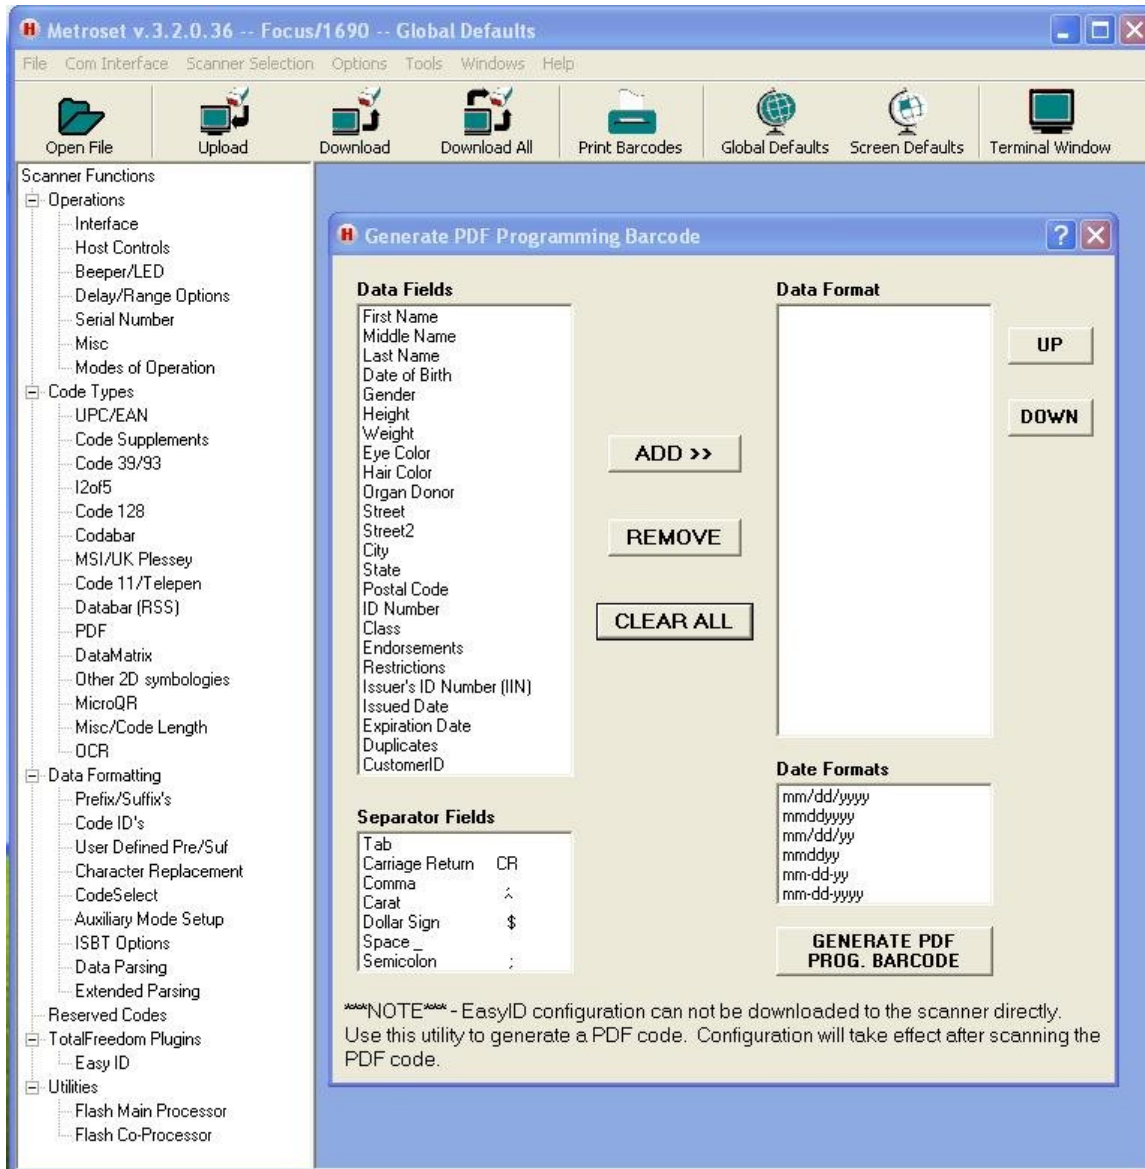 Metroset v.3.2.0.36 -- Focus/1690 -- Global Defaults
File Com Interface Scanner Selection Options Tools Windows Help
Open File Upload Download Download All Print Barcodes Global Defaults Screen Defaults Terminal Window
Scanner Functions
Operations
Interface
Host Controls
Beeper/LED
Delay/Range Options
Serial Number
Misc
Modes of Operation
Code Types
UPC/EAN
Code Supplements
Code 39/93
I2of5
Code 128
Codabar
MSI/UK Plessey
Code 11/Telepen
Databar (RSS)
PDF
DataMatrix
Other 2D symbologies
MicroQR
Misc/Code Length
OCR
Data Formatting
Prefix/Suffix's
Code ID's
User Defined Pre/Suf
Character Replacement
CodeSelect
Auxiliary Mode Setup
ISBT Options
Data Parsing
Extended Parsing
Reserved Codes
TotalFreedom Plugins
Easy ID
Utilities
Flash Main Processor
Flash Co-Processor
Generate PDF Programming Barcode
Data Fields
First Name
Middle Name
Last Name
Date of Birth
Gender
Height
Weight
Eye Color
Hair Color
Organ Donor
Street
Street2
City
State
Postal Code
ID Number
Class
Endorsements
Restrictions
Issuer's ID Number (IIN)
Issued Date
Expiration Date
Duplicates
CustomerID
Separator Fields
Tab
Carriage Return CR
Comma ,
Carat ^
Dollar Sign $
Space _
Semicolon ;
ADD >>
REMOVE
CLEAR ALL
Data Format
UP
DOWN
Date Formats
mm/dd/yyyy
mmddyyyy
mm/dd/yy
mmddyy
mm-dd-yy
mm-dd-yyyy
GENERATE PDF
PROG. BARCODE
***NOTE*** - EasyID configuration can not be downloaded to the scanner directly.
Use this utility to generate a PDF code. Configuration will take effect after scanning the
PDF code.